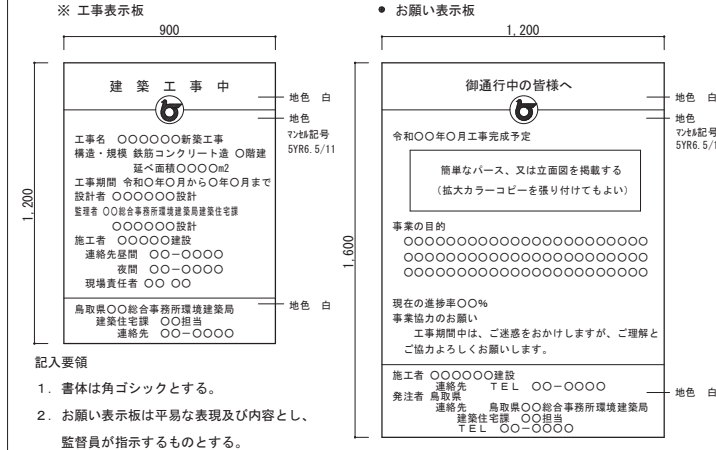 ※ 工事表示板
900
1,200
建 築 工 事 中
地色 白
地色
マンセル記号
5YR6.5/11
工事名 〇〇〇〇〇〇新築工事
構造・規模 鉄筋コンクリート造 〇階建
延べ面積〇〇〇〇m2
工事期間 令和〇年〇月から〇年〇月まで
設計者 〇〇〇〇〇〇設計
監理者 〇〇総合事務所環境建築局建築住宅課
〇〇〇〇〇〇設計
施工者 〇〇〇〇〇建設
連絡先昼間 〇〇-〇〇〇〇
夜間 〇〇-〇〇〇〇
現場責任者 〇〇 〇〇
鳥取県〇〇総合事務所環境建築局
建築住宅課 〇〇担当
連絡先 〇〇-〇〇〇〇
地色 白
記入要領
1. 書体は角ゴシックとする。
2. お願い表示板は平易な表現及び内容とし、
監督員が指示するものとする。
● お願い表示板
1,200
1,600
御通行中の皆様へ
地色 白
地色
マンセル記号
5YR6.5/1
令和〇〇年〇月工事完成予定
簡単なパース、又は立面図を掲載する
(拡大カラーコピーを張り付けてもよい)
事業の目的
〇〇〇〇〇〇〇〇〇〇〇〇〇〇〇〇〇〇〇〇〇〇〇
〇〇〇〇〇〇〇〇〇〇〇〇〇〇〇〇〇〇〇〇〇〇〇
〇〇〇〇〇〇〇〇〇〇〇〇〇〇〇〇〇〇〇〇〇〇〇
現在の進捗率〇〇%
事業協力のお願い
工事期間中は、ご迷惑をおかけしますが、ご理解と
ご協力よろしくお願いします。
施工者 〇〇〇〇〇〇建設
連絡先 TEL 〇〇-〇〇〇〇
発注者 鳥取県
連絡先 鳥取県〇〇総合事務所環境建築局
建築住宅課 〇〇担当
TEL 〇〇-〇〇〇〇
地色 白